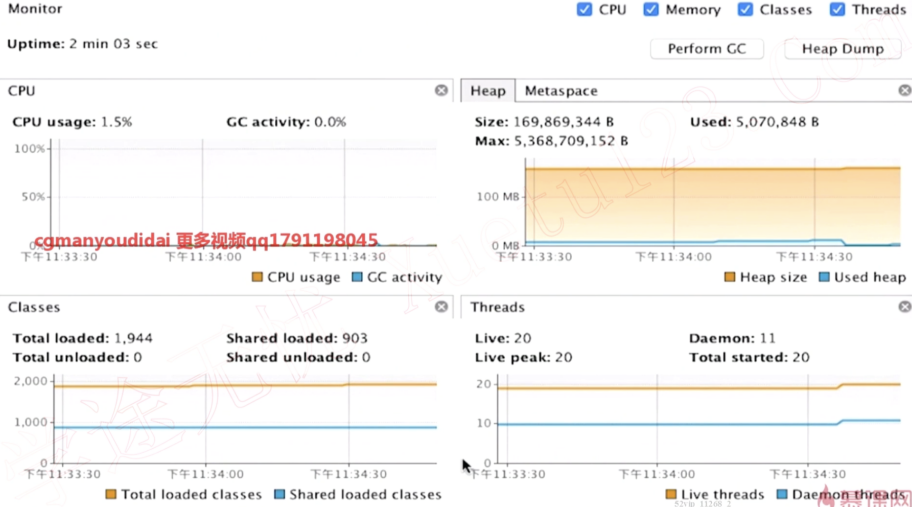 Monitor
CPU Memory Classes Threads
Uptime: 2 min 03 sec
Perform GC Heap Dump
CPU
CPU usage: 1.5% GC activity: 0.0%
100%
50%
0%
cgmanyoudidai 更多视频qq1791198045
下午11:33:30 下午11:34:00 下午11:34:30
CPU usage GC activity
Heap Metaspace
Size: 169,869,344 B Used: 5,070,848 B
Max: 5,368,709,152 B
100 MB
0 MB
下午11:33:30 下午11:34:00 下午11:34:30
Heap size Used heap
Classes
Total loaded: 1,944 Shared loaded: 903
Total unloaded: 0 Shared unloaded: 0
2,000
1,000
0
下午11:33:30 下午11:34:00 下午11:34:30
Total loaded classes Shared loaded classes
Threads
Live: 20 Daemon: 11
Live peak: 20 Total started: 20
20
10
0
下午11:33:30 下午11:34:00 下午11:34:30
Live threads Daemon threads
慕课网